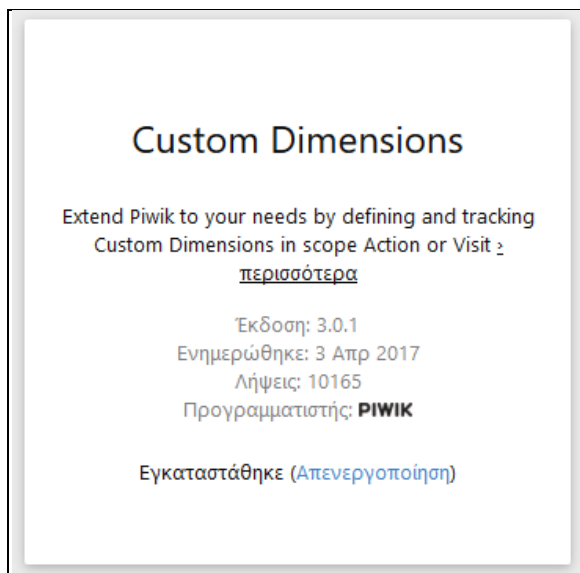 Custom Dimensions
Extend Piwik to your needs by defining and tracking
Custom Dimensions in scope Action or Visit ›
περισσότερα
Έκδοση: 3.0.1
Ενημερώθηκε: 3 Απρ 2017
Λήψεις: 10165
Προγραμματιστής: PIWIK
Εγκαταστάθηκε (Απενεργοποίηση)